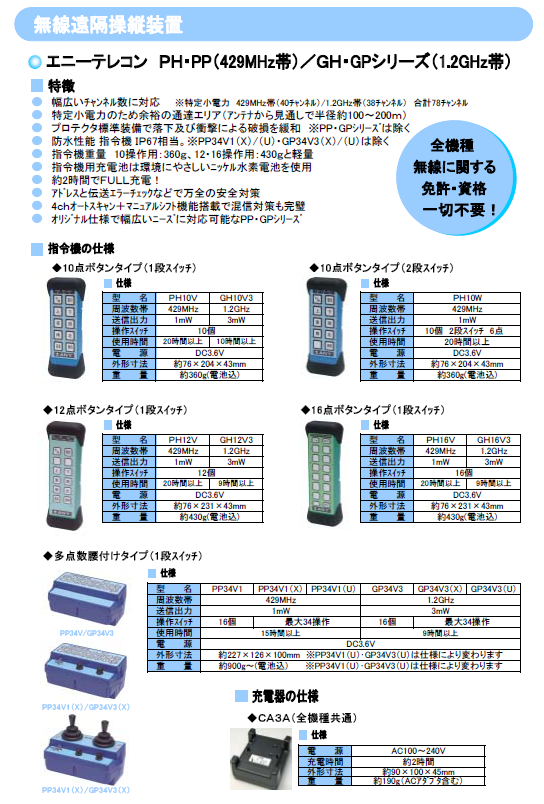 無線遠隔操縦装置
エニーテレコン PH・PP（429MHz帯）／GH・GPシリーズ（1.2GHz帯）
特徴
幅広いﾁｬﾝﾈﾙ数に対応 ※特定小電力 429MHz帯（40ﾁｬﾝﾈﾙ）/1.2GHz帯（38ﾁｬﾝﾈﾙ） 合計78ﾁｬﾝﾈﾙ
特定小電力のため余裕の通達エリア（アンテナから見通しで半径約100～200m）
プロテクタ標準装備で落下及び衝撃による破損を緩和 ※PP・GPｼﾘｰｽﾞは除く
防水性能 指令機 IP67相当。※PP34V1（X）/（U）・GP34V3（X）/（U）は除く
指令機重量 10操作用：360g、12・16操作用：430gと軽量
指令機用充電池は環境にやさしいﾆｯｹﾙ水素電池を使用
約2時間でFULL充電！
ｱﾄﾞﾚｽと伝送ｴﾗｰﾁｪｯｸなどで万全の安全対策
4chオートスキャン＋マニュアルシフト機能搭載で混信対策も完璧
ｵﾘｼﾞﾅﾙ仕様で幅広いﾆｰｽﾞに対応可能なPP・GPｼﾘｰｽﾞ
全機種
無線に関する
免許・資格
一切不要！
指令機の仕様
◆10点ボタンタイプ（1段スイッチ）
仕様
型 名 PH10V GH10V3
周波数帯 429MHz 1.2GHz
送信出力 1mW 3mW
操作ｽｲｯﾁ 10個
使用時間 20時間以上 10時間以上
電 源 DC3.6V
外形寸法 約76×204×43mm
重 量 約360g(電池込)
◆10点ボタンタイプ（2段スイッチ）
仕様
型 名 PH10W
周波数帯 429MHz
送信出力 1mW
操作ｽｲｯﾁ 10個 2段スイッチ 6点
使用時間 20時間以上
電 源 DC3.6V
外形寸法 約76×204×43mm
重 量 約360g(電池込)
◆12点ボタンタイプ（1段スイッチ）
仕様
型 名 PH12V GH12V3
周波数帯 429MHz 1.2GHz
送信出力 1mW 3mW
操作ｽｲｯﾁ 12個
使用時間 20時間以上 9時間以上
電 源 DC3.6V
外形寸法 約76×231×43mm
重 量 約430g(電池込)
◆16点ボタンタイプ（1段スイッチ）
仕様
型 名 PH16V GH16V3
周波数帯 429MHz 1.2GHz
送信出力 1mW 3mW
操作ｽｲｯﾁ 16個
使用時間 20時間以上 9時間以上
電 源 DC3.6V
外形寸法 約76×231×43mm
重 量 約430g(電池込)
◆多点数腰付けタイプ（1段スイッチ）
仕様
型 名 PP34V1 PP34V1(X) PP34V1(U) GP34V3 GP34V3(X) GP34V3(U)
周波数帯 429MHz 1.2GHz
送信出力 1mW 3mW
操作ｽｲｯﾁ 16個 最大34操作 16個 最大34操作
使用時間 15時間以上 9時間以上
電 源 DC3.6V
外形寸法 約227×126×100mm ※PP34V1(U)・GP34V3(U)は仕様により変わります
重 量 約900g～(電池込) ※PP34V1(U)・GP34V3(U)は仕様により変わります
PP34V/GP34V3
PP34V1(X)/GP34V3(X)
PP34V1(X)/GP34V3(X)
充電器の仕様
◆CA3A（全機種共通）
仕様
電 源 AC100～240V
充電時間 約2時間
外形寸法 約90×100×45mm
重 量 約190g(ACｱﾀﾞﾌﾟﾀ含む)